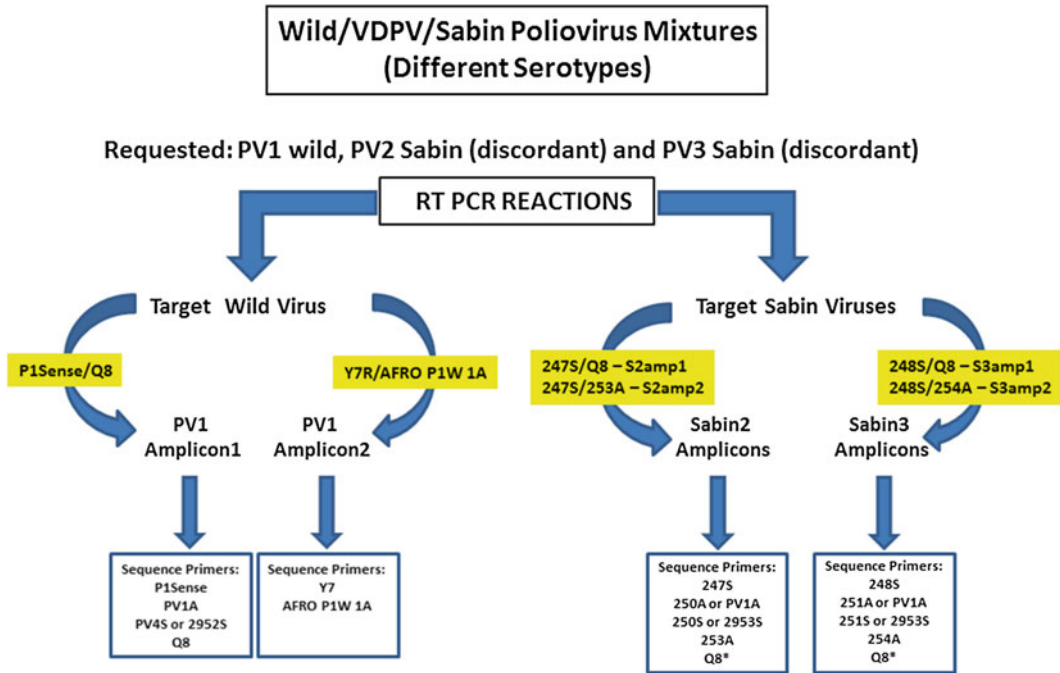 Wild/VDPV/Sabin Poliovirus Mixtures
(Different Serotypes)
Requested: PV1 wild, PV2 Sabin (discordant) and PV3 Sabin (discordant)
RT PCR REACTIONS
Target Wild Virus
P1Sense/Q8
Y7R/AFRO P1W 1A
PV1
Amplicon1
PV1
Amplicon2
Sequence Primers:
P1Sense
PV1A
PV4S or 2952S
Q8
Sequence Primers:
Y7
AFRO P1W 1A
Target Sabin Viruses
247S/Q8 – S2amp1
247S/253A – S2amp2
248S/Q8 – S3amp1
248S/254A – S3amp2
Sabin2
Amplicons
Sabin3
Amplicons
Sequence Primers:
247S
250A or PV1A
250S or 2953S
253A
Q8*
Sequence Primers:
248S
251A or PV1A
251S or 2953S
254A
Q8*